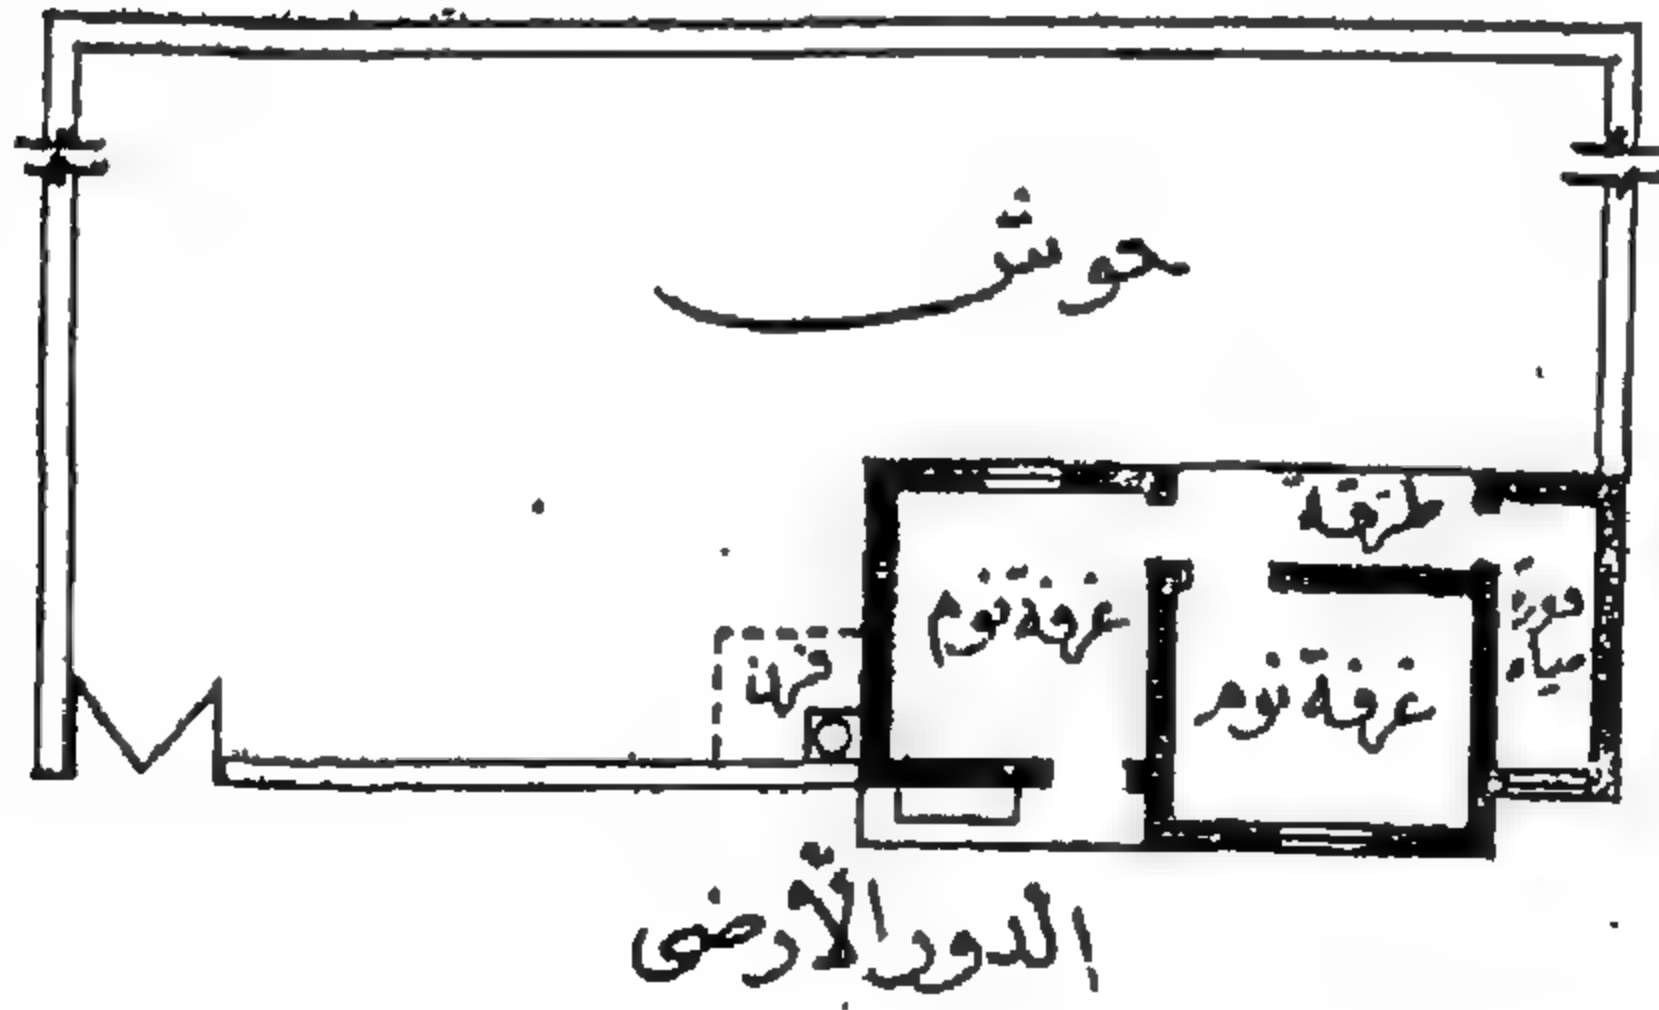 حوش
طرقة
غرفة نوم
غرفة نوم
دورة
مياه
فرن
الدور الأرضى